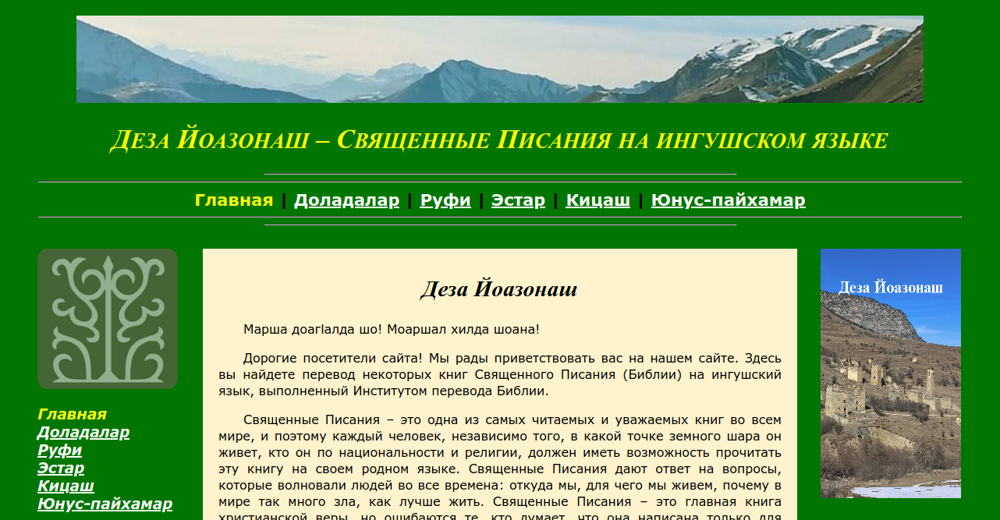 Деза Йоазонаш – Священные Писания на ингушском языке
Главная | Доладалар | Руфи | Эстар | Кицаш | Юнус-пайхамар
Деза Йоазонаш
Деза Йоазонаш
Марша доагӏалда шо! Моаршал хилда шоана!
Дорогие посетители сайта! Мы рады приветствовать вас на нашем сайте. Здесь
вы найдете перевод некоторых книг Священного Писания (Библии) на ингушский
язык, выполненный Институтом перевода Библии.
Священные Писания – это одна из самых читаемых и уважаемых книг во всем
мире, и поэтому каждый человек, независимо того, в какой точке земного шара он
живет, кто он по национальности и религии, должен иметь возможность прочитать
эту книгу на своем родном языке. Священные Писания дают ответ на вопросы,
которые волновали людей во все времена: откуда мы, для чего мы живем, почему в
мире так много зла, как лучше жить. Священные Писания – это главная книга
христианской веры, но ошибаются те, кто думает, что она написана только для
Главная
Доладалар
Руфи
Эстар
Кицаш
Юнус-пайхамар